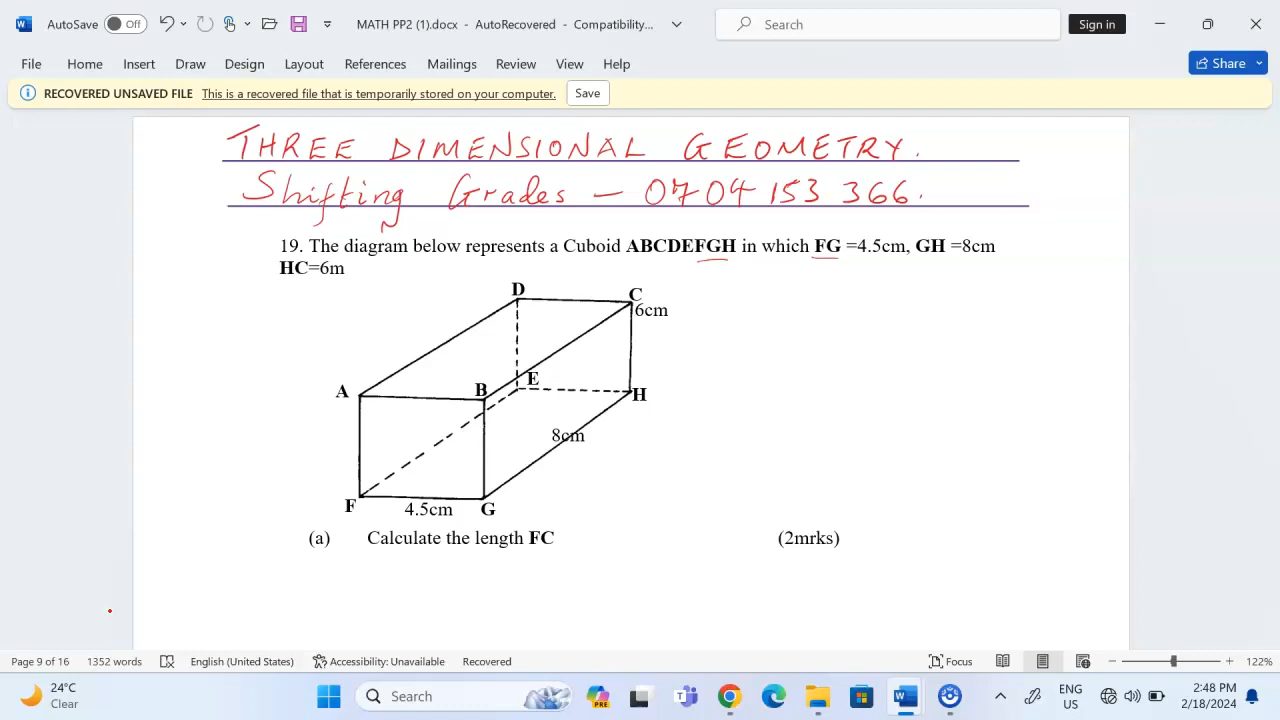 AutoSave Off MATH PP2 (1).docx - AutoRecovered - Compatibility... Search Sign in
File Home Insert Draw Design Layout References Mailings Review View Help Share
RECOVERED UNSAVED FILE This is a recovered file that is temporarily stored on your computer. Save
THREE DIMENSIONAL GEOMETRY.
Shifting Grades - 0704 153 366.
19. The diagram below represents a Cuboid ABCDEFGH in which FG =4.5cm, GH =8cm
HC=6m
D C
6cm
A B E H
8cm
F 4.5cm G
(a) Calculate the length FC (2mrks)
Page 9 of 16 1352 words English (United States) Accessibility: Unavailable Recovered Focus 122%
24°C
Clear
Search
PRE
ENG
US
2:48 PM
2/18/2024